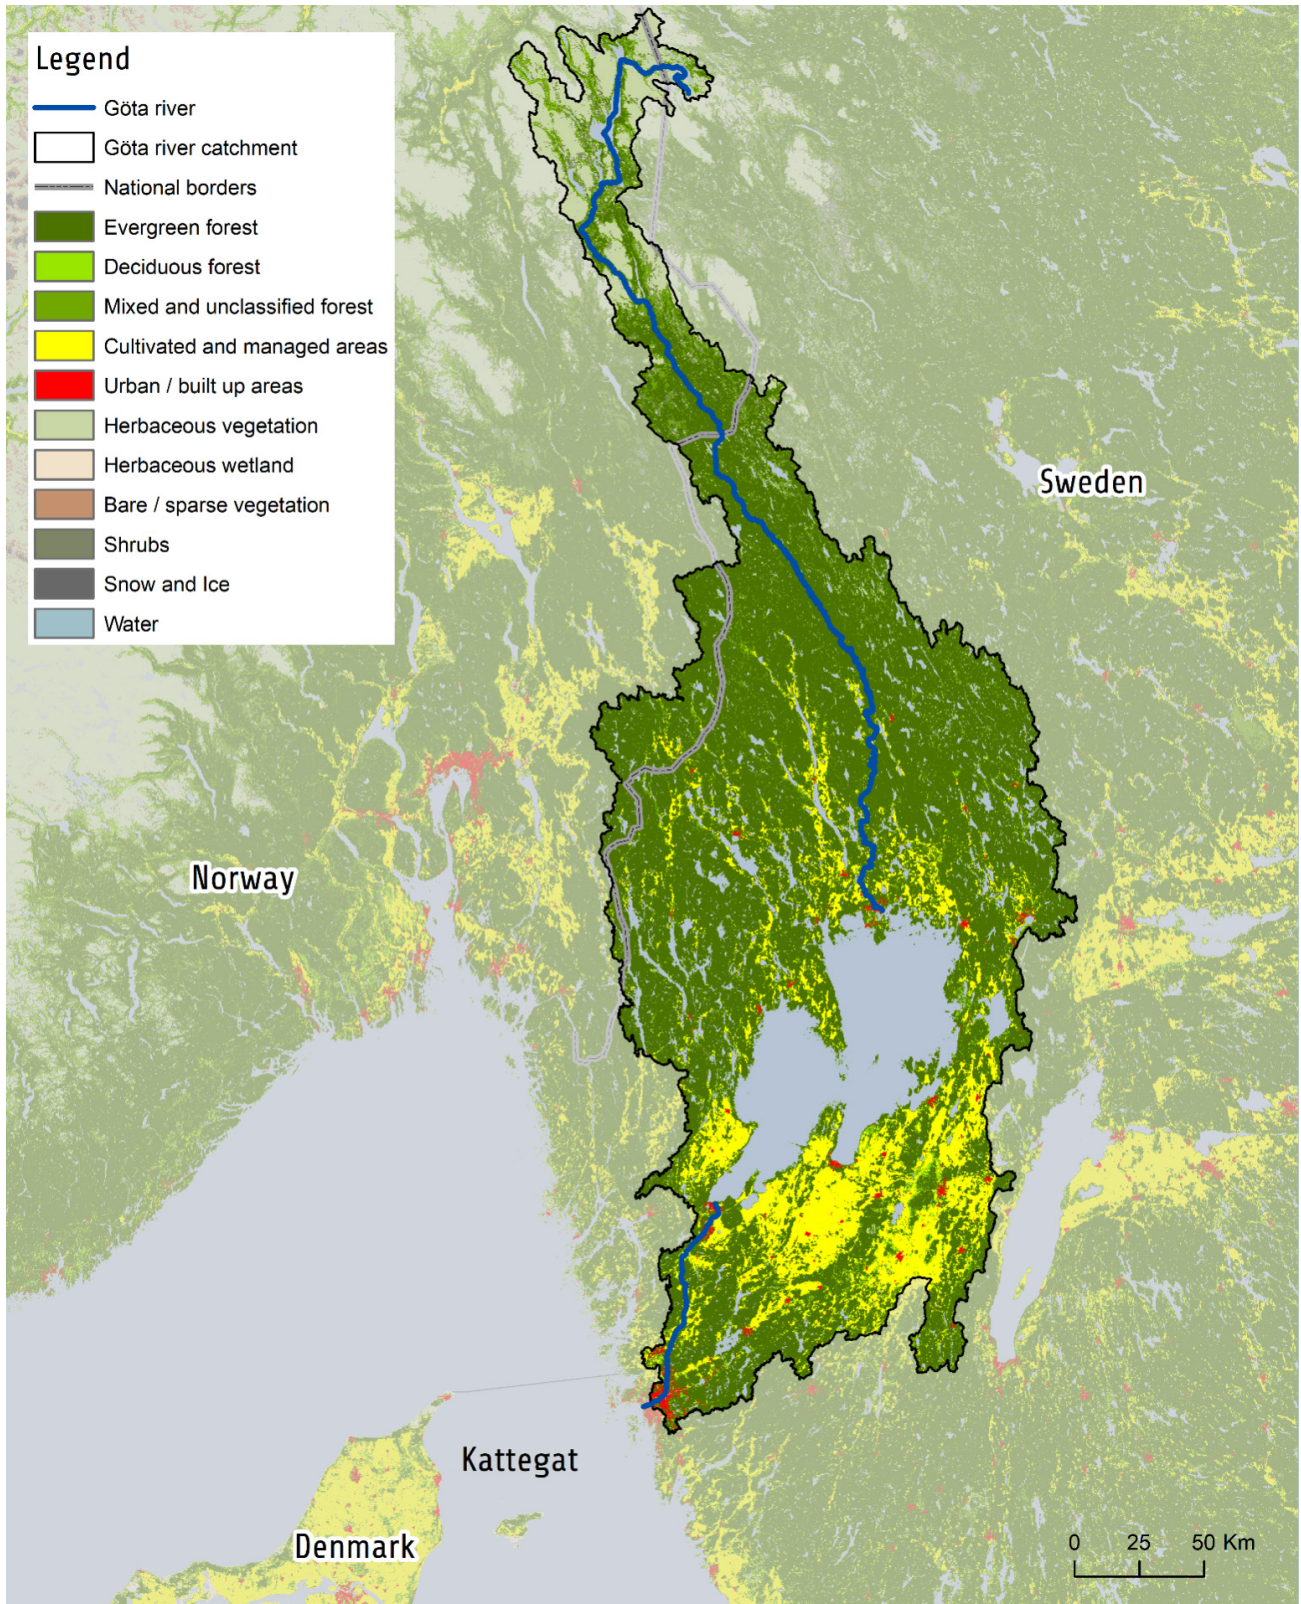 Legend
Göta river
Göta river catchment
National borders
Evergreen forest
Deciduous forest
Mixed and unclassified forest
Cultivated and managed areas
Urban / built up areas
Herbaceous vegetation
Herbaceous wetland
Bare / sparse vegetation
Shrubs
Snow and Ice
Water
Sweden
Norway
Kattegat
Denmark
0 25 50 Km